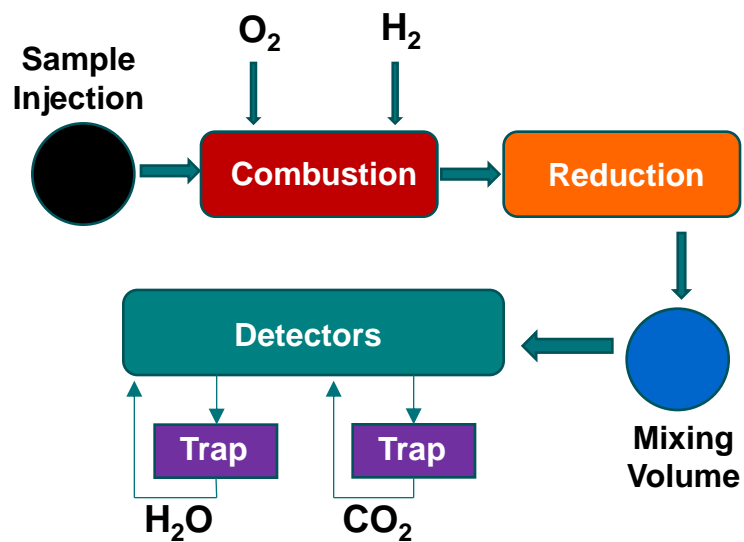 O₂
H₂
Sample
Injection
Combustion
Reduction
Detectors
Trap
Trap
Mixing
Volume
H₂O
CO₂